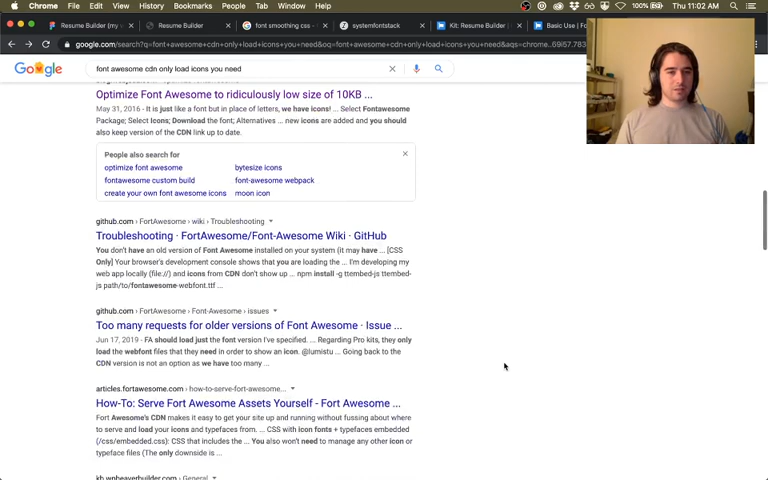 Chrome File Edit View History Bookmarks People Tab Window Help 100% Thu 11:02 AM
Resume Builder (my v Resume Builder font smoothing css - systemfontstack Kit: Resume Builder | Basic Use | Fo
google.com/search?q=font+awesome+cdn+only+load+icons+you+need&oq=font+awesome+cdn+only+load+icons+you+need&aqs=chrome..69i57.783
Google font awesome cdn only load icons you need
Optimize Font Awesome to ridiculously low size of 10KB ...
May 31, 2016 - It is just like a font but in place of letters, we have icons! ... Select Fontawesome
Package; Select Icons; Download the font; Alternatives ... new icons are added and you should
also keep version of the CDN link up to date.
People also search for
optimize font awesome bytesize icons
fontawesome custom build font-awesome webpack
create your own font awesome icons moon icon
github.com › FortAwesome › wiki › Troubleshooting
Troubleshooting · FortAwesome/Font-Awesome Wiki · GitHub
You don't have an old version of Font Awesome installed on your system (it may have ... [CSS
Only] Your browser's development console shows that you are loading the ... I'm developing my
web app locally (file://) and icons from CDN don't show up ... npm install -g ttembed-js ttembed-
js path/to/fontawesome-webfont.ttf ...
github.com › FortAwesome › Font-Awesome › issues
Too many requests for older versions of Font Awesome · Issue ...
Jun 17, 2019 - FA should load just the font version I've specified. ... Regarding Pro kits, they only
load the webfont files that they need in order to show an icon. @lumistu ... Going back to the
CDN version is not an option as we have too many ...
articles.fortawesome.com › how-to-serve-font-awesome...
How-To: Serve Fort Awesome Assets Yourself - Fort Awesome ...
Fort Awesome's CDN makes it easy to get your site up and running without fussing about where
to serve and load your icons and typefaces from. ... CSS with icon fonts + typefaces embedded
(/css/embedded.css): CSS that includes the ... You also won't need to manage any other icon or
typeface files (The only downside is ...
kb.wpbeaverbuilder.com › General